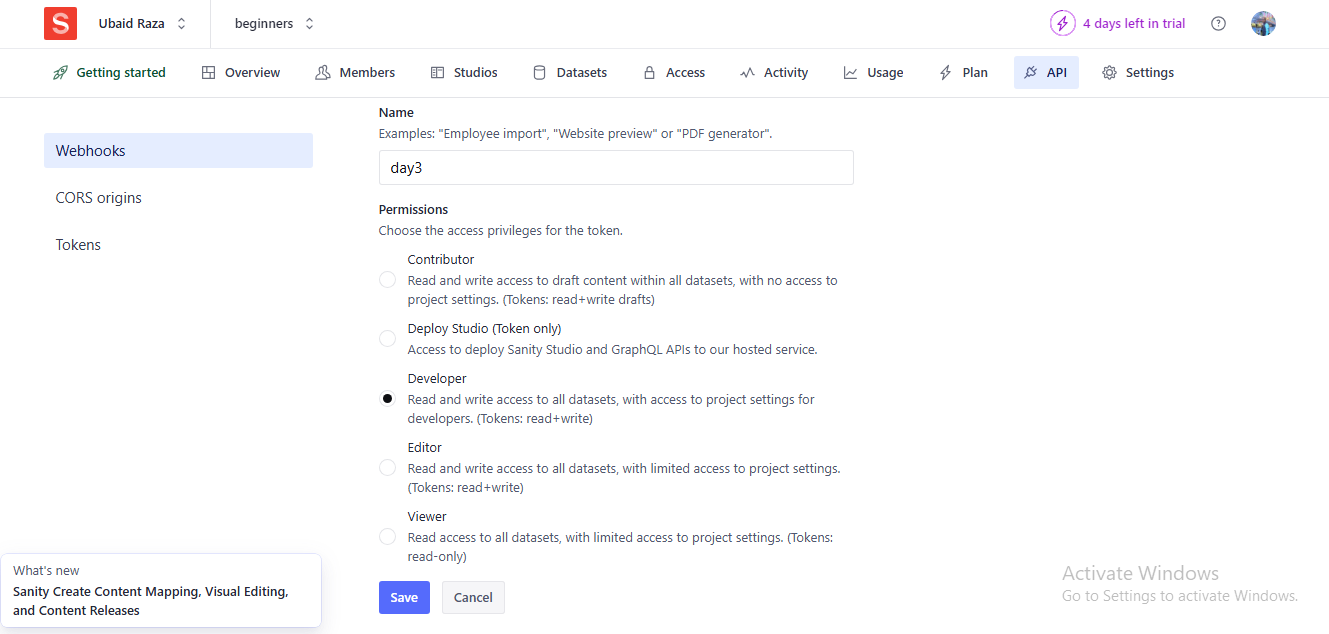 S Ubaid Raza beginners 4 days left in trial
Getting started Overview Members Studios Datasets Access Activity Usage Plan API Settings
Webhooks
CORS origins
Tokens
Name
Examples: "Employee import", "Website preview" or "PDF generator".
day3
Permissions
Choose the access privileges for the token.
Contributor
Read and write access to draft content within all datasets, with no access to
project settings. (Tokens: read+write drafts)
Deploy Studio (Token only)
Access to deploy Sanity Studio and GraphQL APIs to our hosted service.
Developer
Read and write access to all datasets, with access to project settings for
developers. (Tokens: read+write)
Editor
Read and write access to all datasets, with limited access to project settings.
(Tokens: read+write)
Viewer
Read access to all datasets, with limited access to project settings. (Tokens:
read-only)
Save Cancel
What's new
Sanity Create Content Mapping, Visual Editing,
and Content Releases
Activate Windows
Go to Settings to activate Windows.